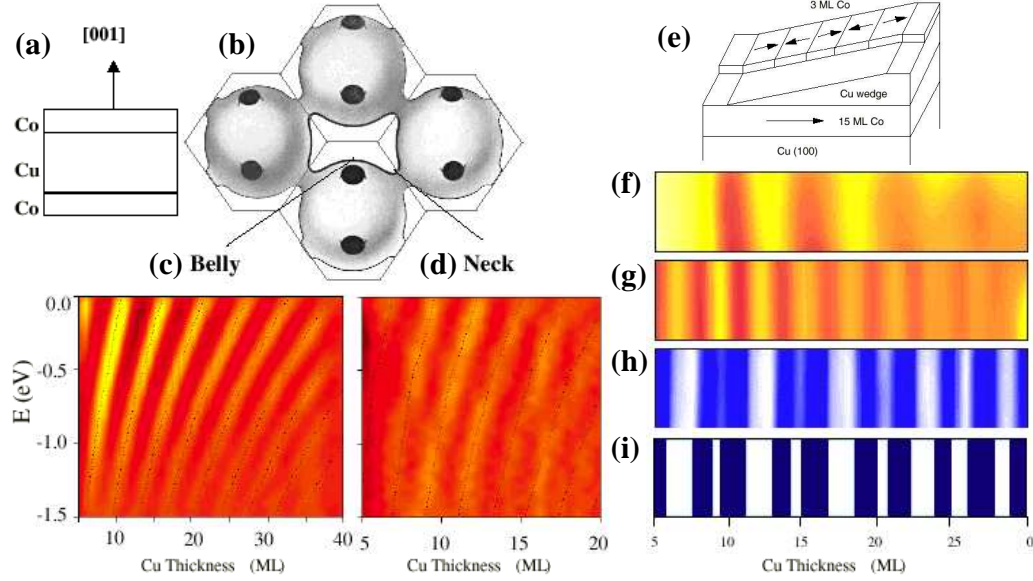 (a)
[001]
Co
Cu
Co
(b)
(c) Belly
(d) Neck
E (eV)
0.0
-0.5
-1.0
-1.5
10 20 30 40
Cu Thickness (ML)
5 10 15 20
Cu Thickness (ML)
(e)
3 ML Co
Cu wedge
15 ML Co
Cu (100)
(f)
(g)
(h)
(i)
5 10 15 20 25 0
Cu Thickness (ML)